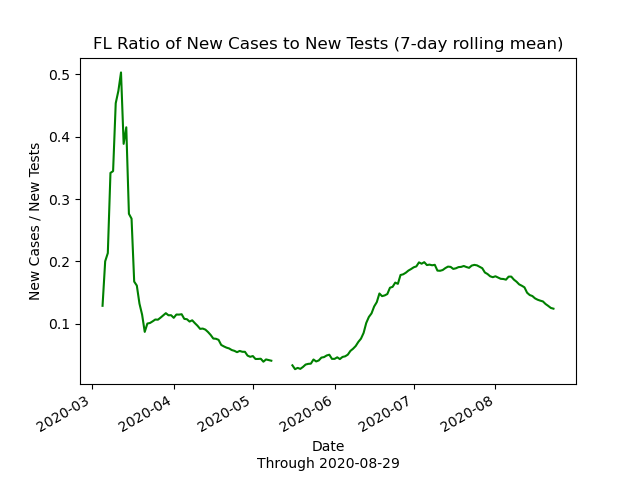 FL Ratio of New Cases to New Tests (7-day rolling mean)
0.5
0.4
0.3
0.2
0.1
New Cases / New Tests
2020-03
2020-04
2020-05
2020-06
2020-07
2020-08
Date
Through 2020-08-29